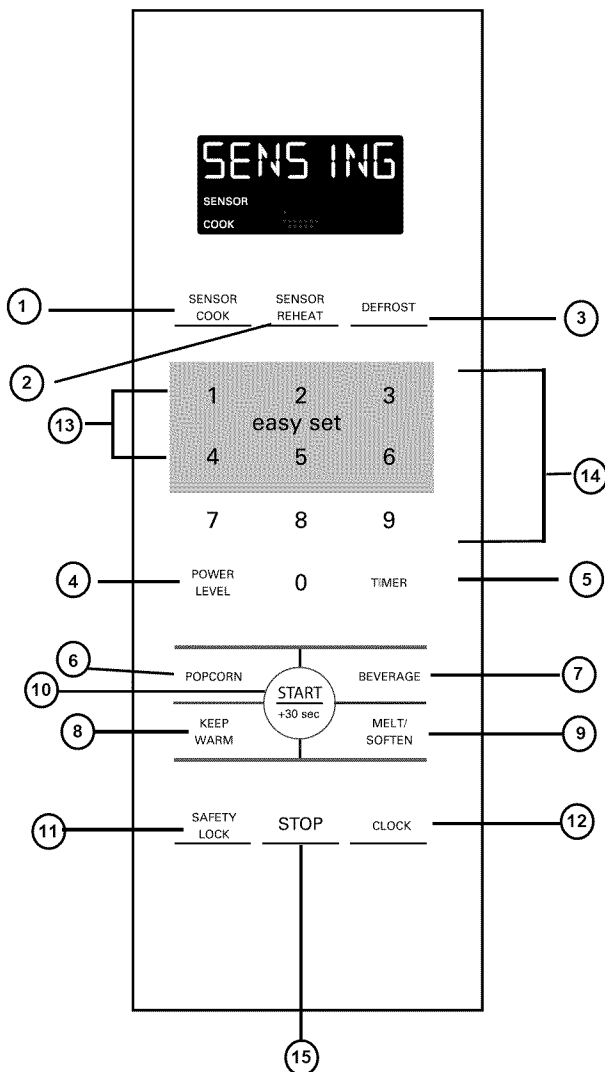 SENSING
SENSOR
COOK
1
SENSOR
COOK
SENSOR
REHEAT
DEFROST
3
2
1 2 3
13
easy set
4 5 6
14
7 8 9
4
POWER
LEVEL
0
TIMER
5
6
POPCORN
BEVERAGE
7
10
START
+30 sec
8
KEEP
WARM
MELT/
SOFTEN
9
11
SAFETY
LOCK
STOP
CLOCK
12
15